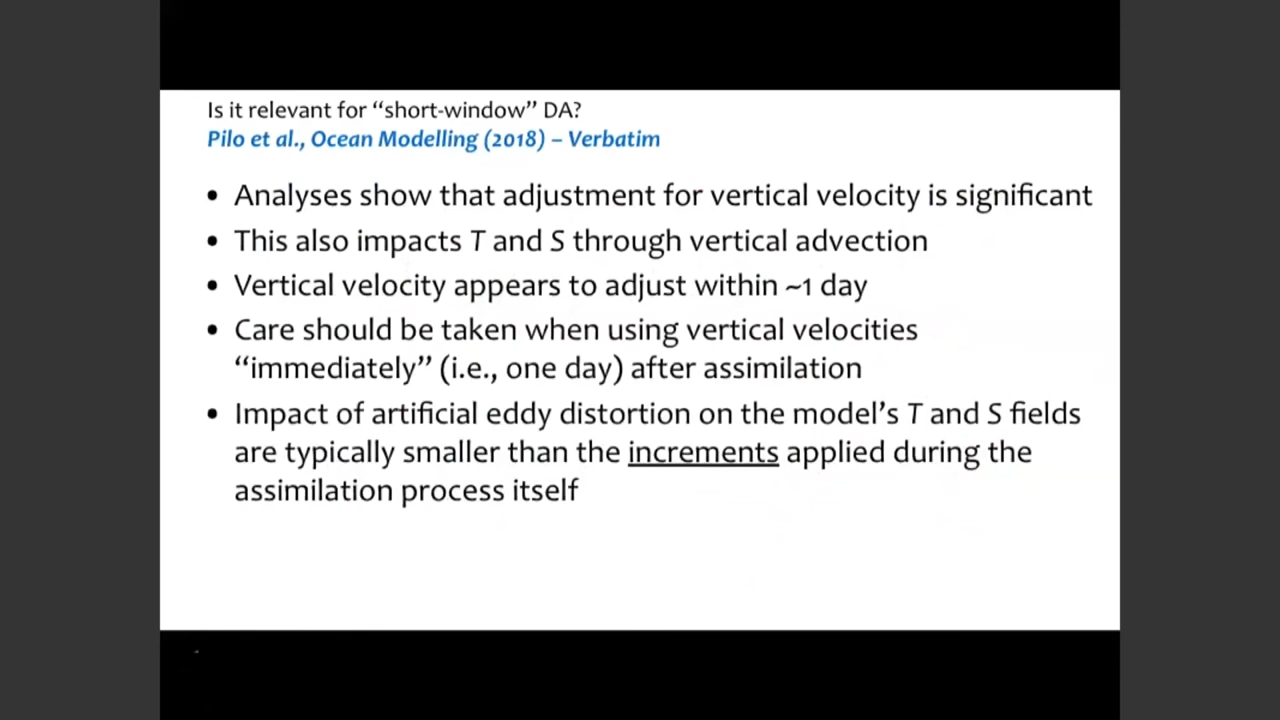 Is it relevant for “short-window” DA?
Pilo et al., Ocean Modelling (2018) – Verbatim
• Analyses show that adjustment for vertical velocity is significant
• This also impacts T and S through vertical advection
• Vertical velocity appears to adjust within ~1 day
• Care should be taken when using vertical velocities
“immediately” (i.e., one day) after assimilation
• Impact of artificial eddy distortion on the model’s T and S fields
are typically smaller than the increments applied during the
assimilation process itself